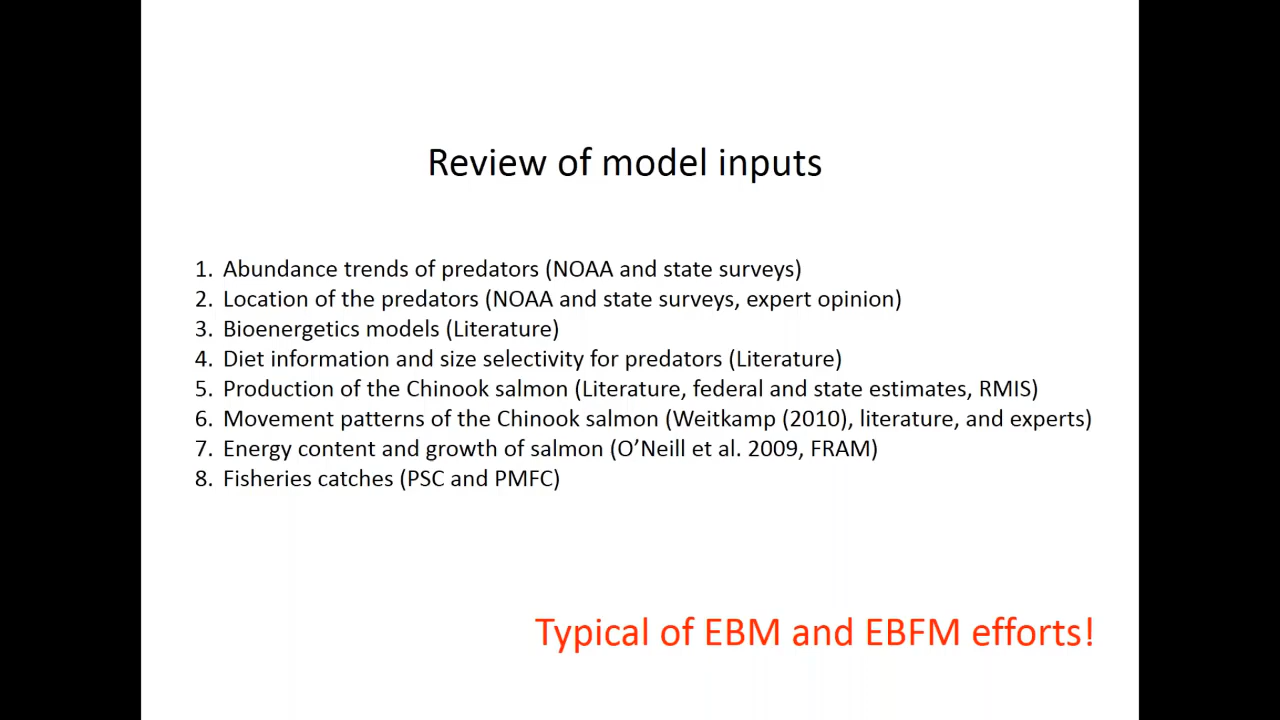 Review of model inputs
1. Abundance trends of predators (NOAA and state surveys)
2. Location of the predators (NOAA and state surveys, expert opinion)
3. Bioenergetics models (Literature)
4. Diet information and size selectivity for predators (Literature)
5. Production of the Chinook salmon (Literature, federal and state estimates, RMIS)
6. Movement patterns of the Chinook salmon (Weitkamp (2010), literature, and experts)
7. Energy content and growth of salmon (O’Neill et al. 2009, FRAM)
8. Fisheries catches (PSC and PMFC)
Typical of EBM and EBFM efforts!